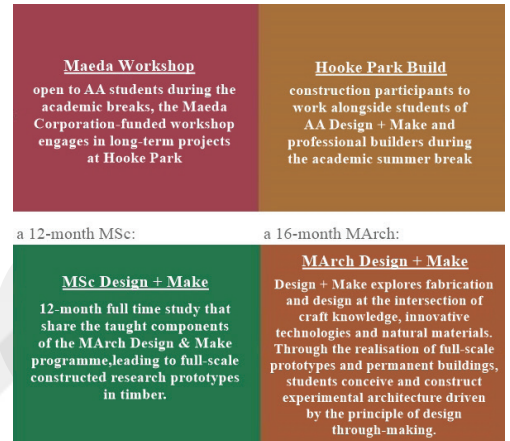 Maeda Workshop
open to AA students during the
academic breaks, the Maeda
Corporation-funded workshop
engages in long-term projects
at Hooke Park
Hooke Park Build
construction participants to
work alongside students of
AA Design + Make and
professional builders during
the academic summer break
a 12-month MSc:
MSc Design + Make
12-month full time study that
share the taught components
of the MArch Design & Make
programme,leading to full-scale
constructed research prototypes
in timber.
a 16-month MArch:
MArch Design + Make
Design + Make explores fabrication
and design at the intersection of
craft knowledge, innovative
technologies and natural materials.
Through the realisation of full-scale
prototypes and permanent buildings,
students conceive and construct
experimental architecture driven
by the principle of design
through-making.